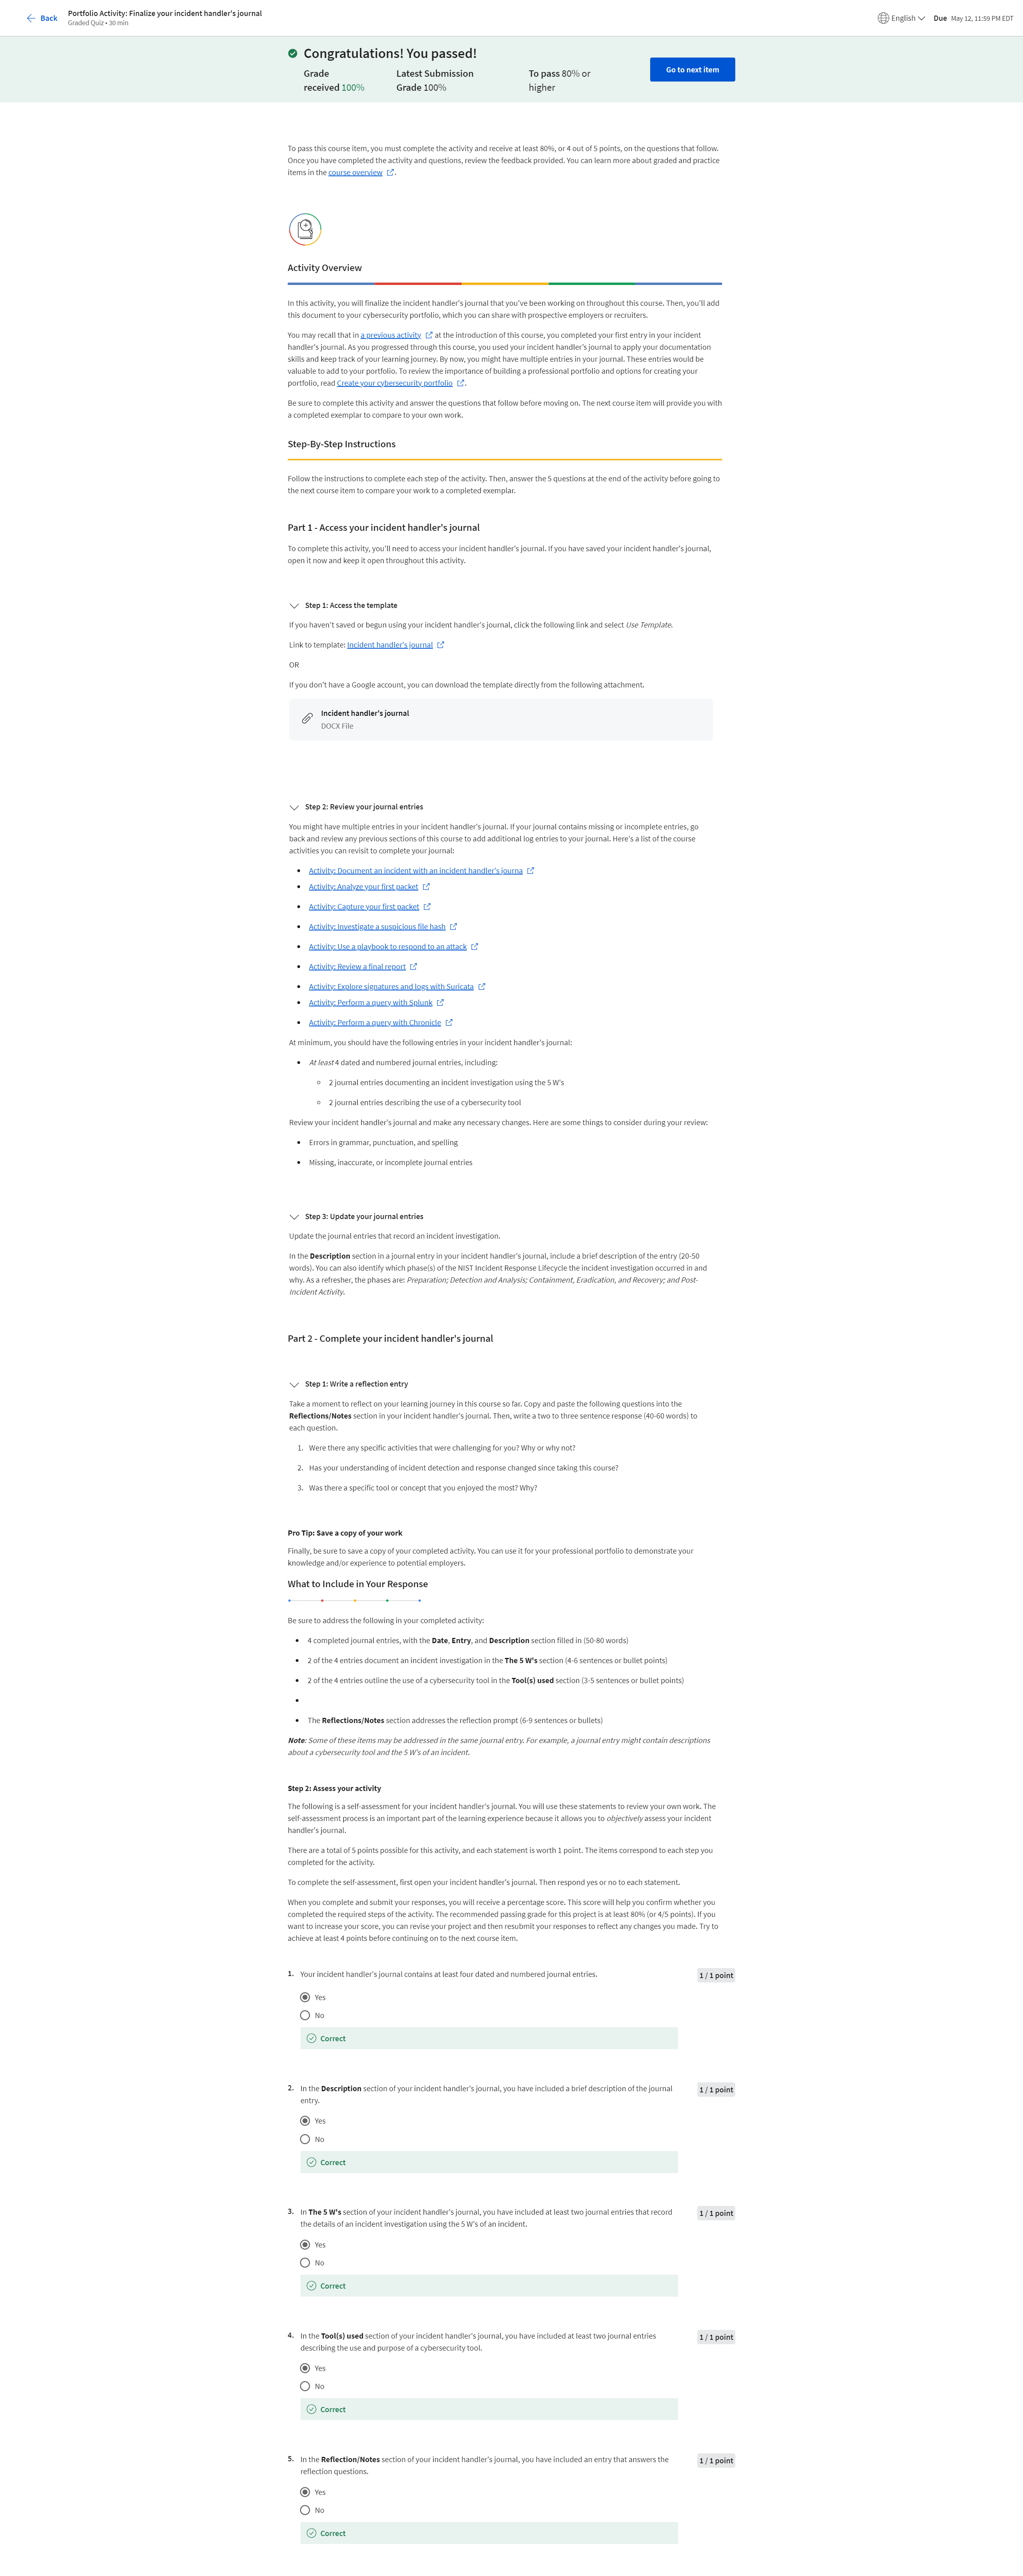 Back
Portfolio Activity: Finalize your incident handler's journal
Graded Quiz • 30 min
English
Due May 12, 11:59 PM EDT
Congratulations! You passed!
Grade
received 100%
Latest Submission
Grade 100%
To pass 80% or
higher
Go to next item
To pass this course item, you must complete the activity and receive at least 80%, or 4 out of 5 points, on the questions that follow.
Once you have completed the activity and questions, review the feedback provided. You can learn more about graded and practice
items in the course overview.
Activity Overview
In this activity, you will finalize the incident handler's journal that you've been working on throughout this course. Then, you'll add
this document to your cybersecurity portfolio, which you can share with prospective employers or recruiters.
You may recall that in a previous activity at the introduction of this course, you completed your first entry in your incident
handler's journal. As you progressed through this course, you used your incident handler's journal to apply your documentation
skills and keep track of your learning journey. By now, you might have multiple entries in your journal. These entries would be
valuable to add to your portfolio. To review the importance of building a professional portfolio and options for creating your
portfolio, read Create your cybersecurity portfolio.
Be sure to complete this activity and answer the questions that follow before moving on. The next course item will provide you with
a completed exemplar to compare to your own work.
Step-By-Step Instructions
Follow the instructions to complete each step of the activity. Then, answer the 5 questions at the end of the activity before going to
the next course item to compare your work to a completed exemplar.
Part 1 - Access your incident handler's journal
To complete this activity, you'll need to access your incident handler's journal. If you have saved your incident handler's journal,
open it now and keep it open throughout this activity.
Step 1: Access the template
If you haven't saved or begun using your incident handler's journal, click the following link and select Use Template.
Link to template: Incident handler's journal
OR
If you don't have a Google account, you can download the template directly from the following attachment.
Incident handler's journal
DOCX File
Step 2: Review your journal entries
You might have multiple entries in your incident handler's journal. If your journal contains missing or incomplete entries, go
back and review any previous sections of this course to add additional log entries to your journal. Here's a list of the course
activities you can revisit to complete your journal:
• Activity: Document an incident with an incident handler's journa
• Activity: Analyze your first packet
• Activity: Capture your first packet
• Activity: Investigate a suspicious file hash
• Activity: Use a playbook to respond to an attack
• Activity: Review a final report
• Activity: Explore signatures and logs with Suricata
• Activity: Perform a query with Splunk
• Activity: Perform a query with Chronicle
At minimum, you should have the following entries in your incident handler's journal:
• At least 4 dated and numbered journal entries, including:
○ 2 journal entries documenting an incident investigation using the 5 W's
○ 2 journal entries describing the use of a cybersecurity tool
Review your incident handler's journal and make any necessary changes. Here are some things to consider during your review:
• Errors in grammar, punctuation, and spelling
• Missing, inaccurate, or incomplete journal entries
Step 3: Update your journal entries
Update the journal entries that record an incident investigation.
In the Description section in a journal entry in your incident handler's journal, include a brief description of the entry (20-50
words). You can also identify which phase(s) of the NIST Incident Response Lifecycle the incident investigation occurred in and
why. As a refresher, the phases are: Preparation; Detection and Analysis; Containment, Eradication, and Recovery; and Post-
Incident Activity.
Part 2 - Complete your incident handler's journal
Step 1: Write a reflection entry
Take a moment to reflect on your learning journey in this course so far. Copy and paste the following questions into the
Reflections/Notes section in your incident handler's journal. Then, write a two to three sentence response (40-60 words) to
each question.
1. Were there any specific activities that were challenging for you? Why or why not?
2. Has your understanding of incident detection and response changed since taking this course?
3. Was there a specific tool or concept that you enjoyed the most? Why?
Pro Tip: Save a copy of your work
Finally, be sure to save a copy of your completed activity. You can use it for your professional portfolio to demonstrate your
knowledge and/or experience to potential employers.
What to Include in Your Response
Be sure to address the following in your completed activity:
• 4 completed journal entries, with the Date, Entry, and Description section filled in (50-80 words)
• 2 of the 4 entries document an incident investigation in the The 5 W's section (4-6 sentences or bullet points)
• 2 of the 4 entries outline the use of a cybersecurity tool in the Tool(s) used section (3-5 sentences or bullet points)
•
• The Reflections/Notes section addresses the reflection prompt (6-9 sentences or bullets)
Note: Some of these items may be addressed in the same journal entry. For example, a journal entry might contain descriptions
about a cybersecurity tool and the 5 W's of an incident.
Step 2: Assess your activity
The following is a self-assessment for your incident handler's journal. You will use these statements to review your own work. The
self-assessment process is an important part of the learning experience because it allows you to objectively assess your incident
handler's journal.
There are a total of 5 points possible for this activity, and each statement is worth 1 point. The items correspond to each step you
completed for the activity.
To complete the self-assessment, first open your incident handler's journal. Then respond yes or no to each statement.
When you complete and submit your responses, you will receive a percentage score. This score will help you confirm whether you
completed the required steps of the activity. The recommended passing grade for this project is at least 80% (or 4/5 points). If you
want to increase your score, you can revise your project and then resubmit your responses to reflect any changes you made. Try to
achieve at least 4 points before continuing on to the next course item.
1. Your incident handler's journal contains at least four dated and numbered journal entries.
1 / 1 point
Yes
No
Correct
2. In the Description section of your incident handler's journal, you have included a brief description of the journal
entry.
1 / 1 point
Yes
No
Correct
3. In The 5 W's section of your incident handler's journal, you have included at least two journal entries that record
the details of an incident investigation using the 5 W's of an incident.
1 / 1 point
Yes
No
Correct
4. In the Tool(s) used section of your incident handler's journal, you have included at least two journal entries
describing the use and purpose of a cybersecurity tool.
1 / 1 point
Yes
No
Correct
5. In the Reflection/Notes section of your incident handler's journal, you have included an entry that answers the
reflection questions.
1 / 1 point
Yes
No
Correct